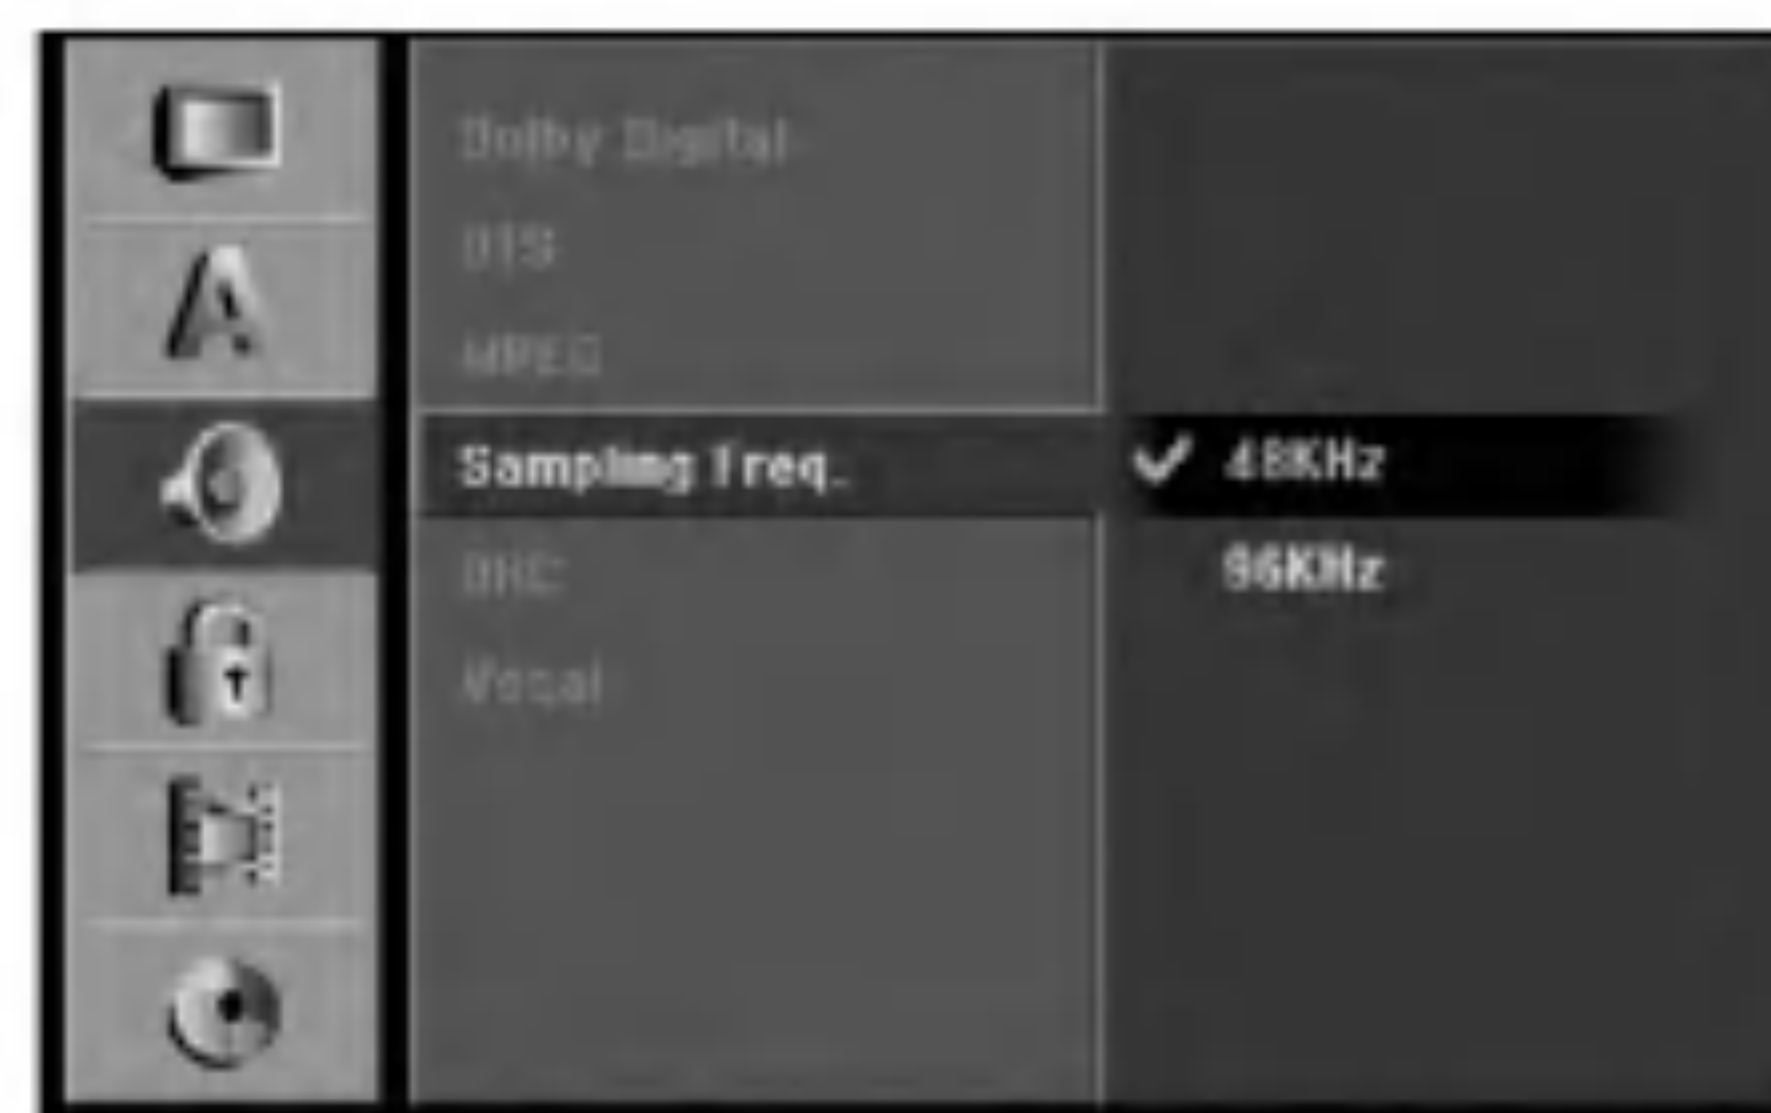 Dolby Digital
DTS
MPEG
Sampling Freq.
48KHz
96KHz
DRC
Vocal